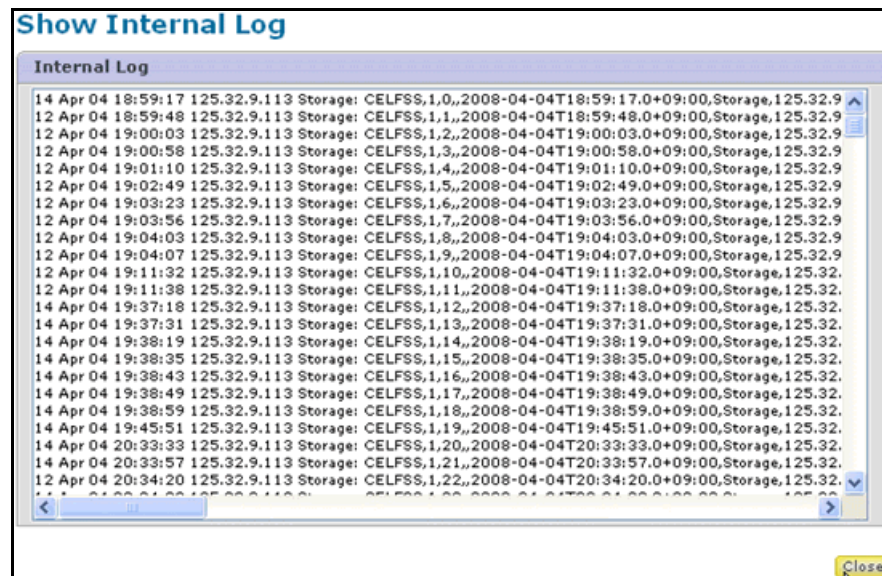 Show Internal Log
Internal Log
14 Apr 04 18:59:17 125.32.9.113 Storage: CELFSS,1,0,,2008-04-04T18:59:17.0+09:00,Storage,125.32.9
12 Apr 04 18:59:48 125.32.9.113 Storage: CELFSS,1,1,,2008-04-04T18:59:48.0+09:00,Storage,125.32.9
12 Apr 04 19:00:03 125.32.9.113 Storage: CELFSS,1,2,,2008-04-04T19:00:03.0+09:00,Storage,125.32.9
12 Apr 04 19:00:58 125.32.9.113 Storage: CELFSS,1,3,,2008-04-04T19:00:58.0+09:00,Storage,125.32.9
12 Apr 04 19:01:10 125.32.9.113 Storage: CELFSS,1,4,,2008-04-04T19:01:10.0+09:00,Storage,125.32.9
12 Apr 04 19:02:49 125.32.9.113 Storage: CELFSS,1,5,,2008-04-04T19:02:49.0+09:00,Storage,125.32.9
12 Apr 04 19:03:23 125.32.9.113 Storage: CELFSS,1,6,,2008-04-04T19:03:23.0+09:00,Storage,125.32.9
12 Apr 04 19:03:56 125.32.9.113 Storage: CELFSS,1,7,,2008-04-04T19:03:56.0+09:00,Storage,125.32.9
12 Apr 04 19:04:03 125.32.9.113 Storage: CELFSS,1,8,,2008-04-04T19:04:03.0+09:00,Storage,125.32.9
12 Apr 04 19:04:07 125.32.9.113 Storage: CELFSS,1,9,,2008-04-04T19:04:07.0+09:00,Storage,125.32.9
12 Apr 04 19:11:32 125.32.9.113 Storage: CELFSS,1,10,,2008-04-04T19:11:32.0+09:00,Storage,125.32.
12 Apr 04 19:11:38 125.32.9.113 Storage: CELFSS,1,11,,2008-04-04T19:11:38.0+09:00,Storage,125.32.
14 Apr 04 19:37:18 125.32.9.113 Storage: CELFSS,1,12,,2008-04-04T19:37:18.0+09:00,Storage,125.32.
14 Apr 04 19:37:31 125.32.9.113 Storage: CELFSS,1,13,,2008-04-04T19:37:31.0+09:00,Storage,125.32.
14 Apr 04 19:38:19 125.32.9.113 Storage: CELFSS,1,14,,2008-04-04T19:38:19.0+09:00,Storage,125.32.
14 Apr 04 19:38:35 125.32.9.113 Storage: CELFSS,1,15,,2008-04-04T19:38:35.0+09:00,Storage,125.32.
14 Apr 04 19:38:43 125.32.9.113 Storage: CELFSS,1,16,,2008-04-04T19:38:43.0+09:00,Storage,125.32.
14 Apr 04 19:38:49 125.32.9.113 Storage: CELFSS,1,17,,2008-04-04T19:38:49.0+09:00,Storage,125.32.
14 Apr 04 19:38:59 125.32.9.113 Storage: CELFSS,1,18,,2008-04-04T19:38:59.0+09:00,Storage,125.32.
14 Apr 04 19:45:51 125.32.9.113 Storage: CELFSS,1,19,,2008-04-04T19:45:51.0+09:00,Storage,125.32.
14 Apr 04 20:33:33 125.32.9.113 Storage: CELFSS,1,20,,2008-04-04T20:33:33.0+09:00,Storage,125.32.
14 Apr 04 20:33:57 125.32.9.113 Storage: CELFSS,1,21,,2008-04-04T20:33:57.0+09:00,Storage,125.32.
12 Apr 04 20:34:20 125.32.9.113 Storage: CELFSS,1,22,,2008-04-04T20:34:20.0+09:00,Storage,125.32.
Close